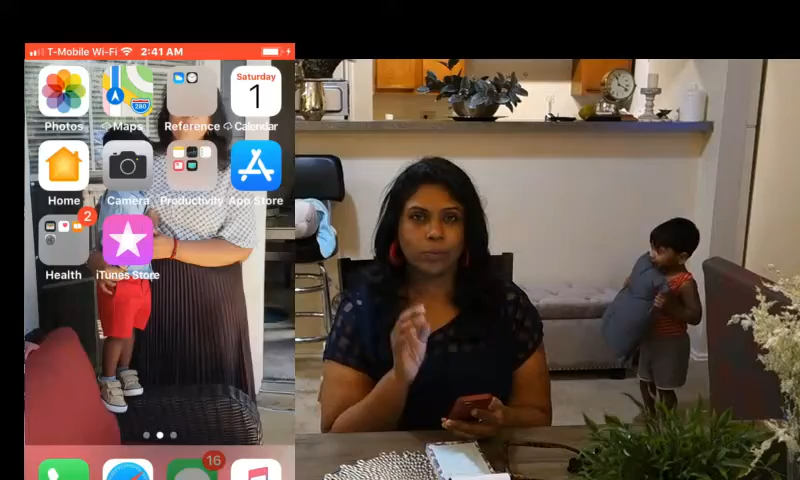 T-Mobile Wi-Fi 2:41 AM
Saturday
1
280
Photos Maps Reference Calendar
Home Camera Productivity App Store
2
Health iTunes Store
16